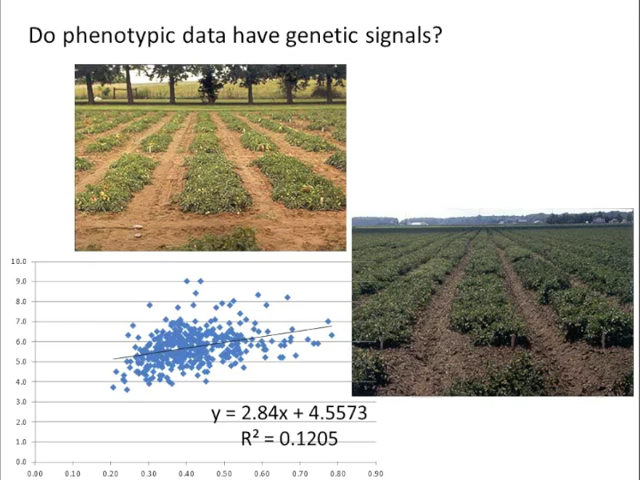 Do phenotypic data have genetic signals?
10.0
9.0
8.0
7.0
6.0
5.0
4.0
3.0
2.0
1.0
0.0
y = 2.84x + 4.5573
R² = 0.1205
0.00 0.10 0.20 0.30 0.40 0.50 0.60 0.70 0.80 0.90